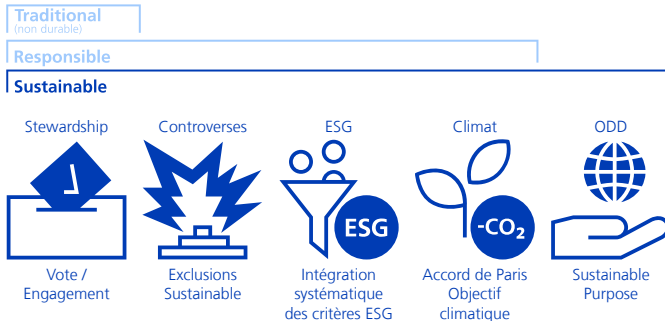 Traditional
(non durable)
Responsible
Sustainable
Stewardship
Controverses
ESG
Climat
ODD
ESG
-CO₂
Vote /
Engagement
Exclusions
Sustainable
Intégration
systématique
des critères ESG
Accord de Paris
Objectif
climatique
Sustainable
Purpose